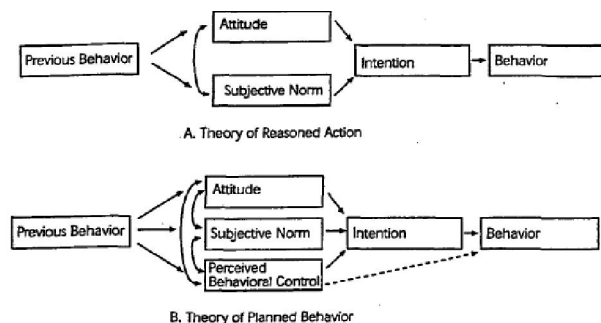 Attitude
Previous Behavior
Intention
Behavior
Subjective Norm
A. Theory of Reasoned Action
Attitude
Previous Behavior
Subjective Norm
Intention
Behavior
Perceived
Behavioral Control
B. Theory of Planned Behavior